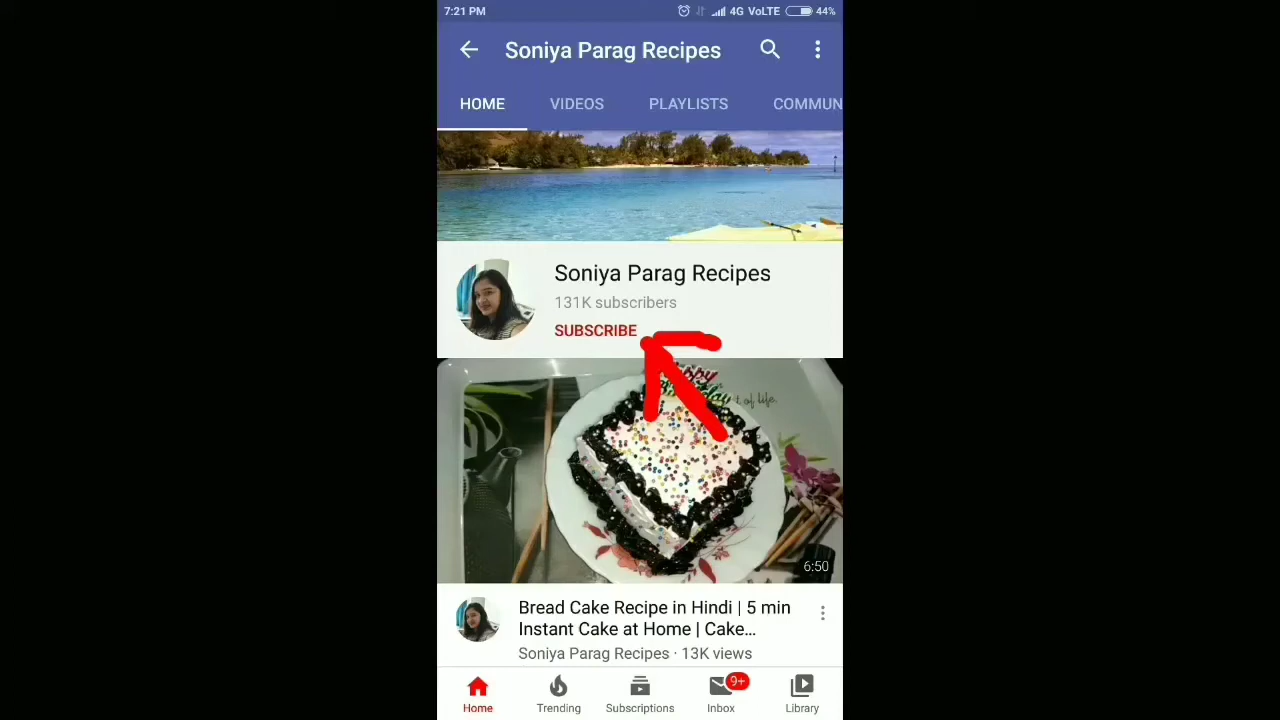 7:21 PM 4G VoLTE 44%
Soniya Parag Recipes
HOME VIDEOS PLAYLISTS COMMUN
Soniya Parag Recipes
131K subscribers
SUBSCRIBE
t of life.
6:50
Bread Cake Recipe in Hindi | 5 min
Instant Cake at Home | Cake...
Soniya Parag Recipes · 13K views
9+
Home Trending Subscriptions Inbox Library